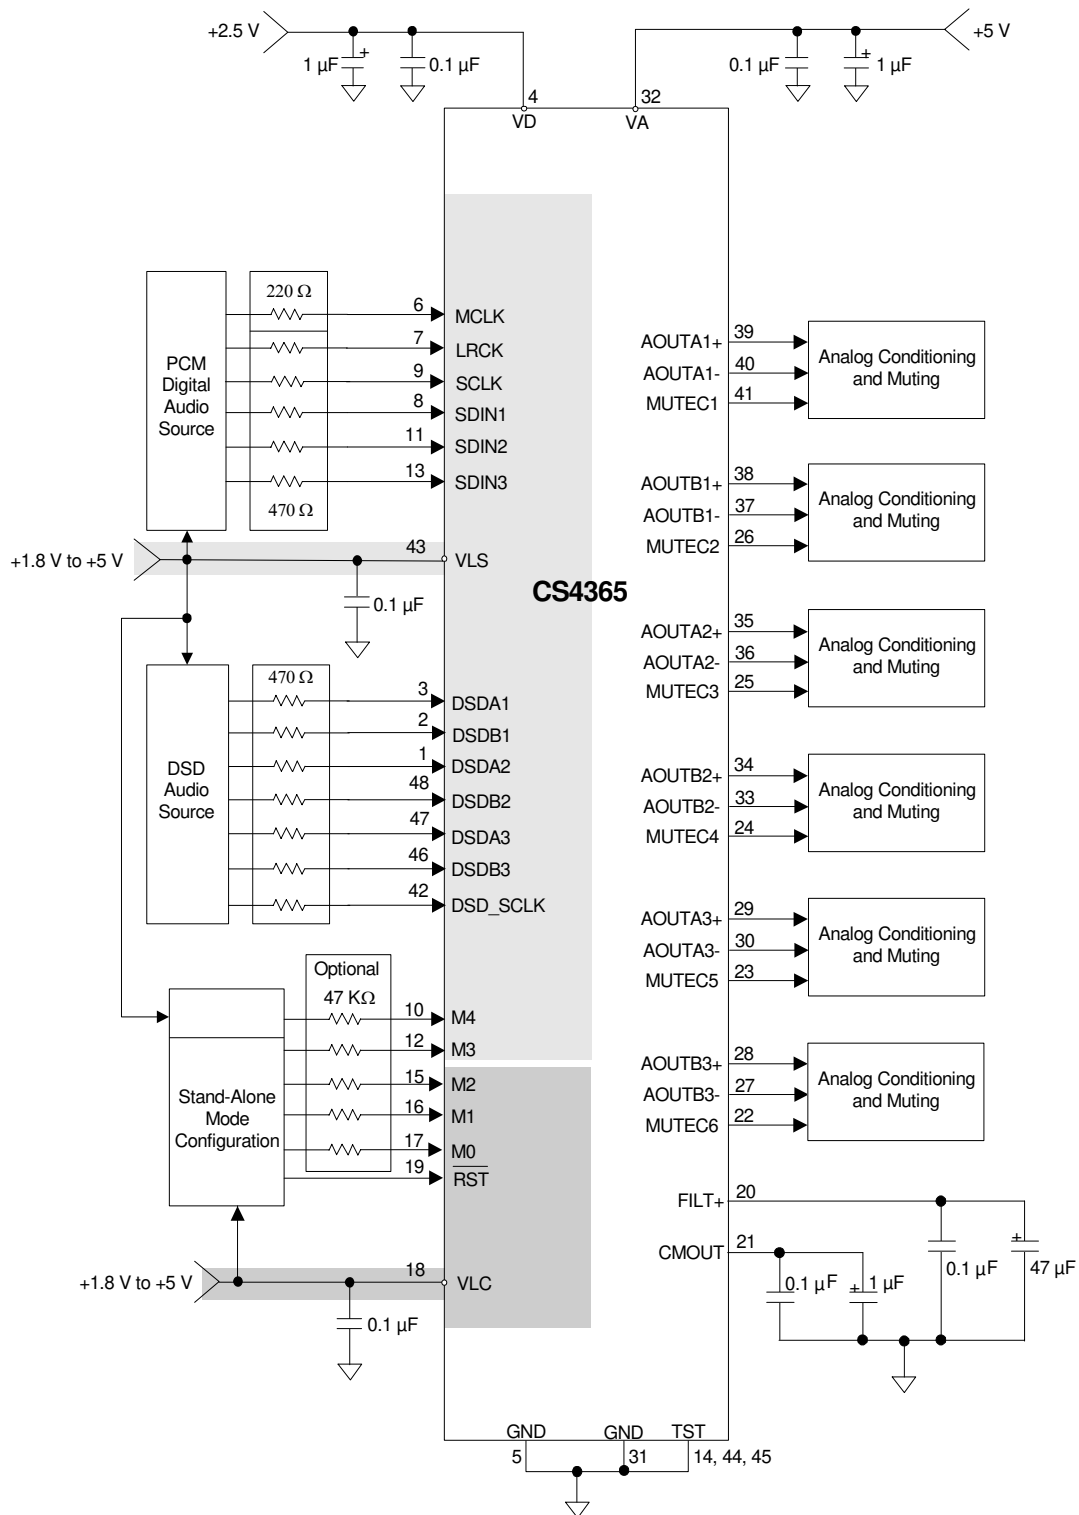 +2.5 V
+5 V
1 µF
+
0.1 µF
0.1 µF
+
1 µF
4
32
VD
VA
220 Ω
6
MCLK
7
LRCK
PCM
Digital
Audio
Source
9
SCLK
8
SDIN1
11
SDIN2
13
SDIN3
470 Ω
39
AOUTA1+
40
AOUTA1-
41
MUTEC1
Analog Conditioning
and Muting
38
AOUTB1+
37
AOUTB1-
26
MUTEC2
Analog Conditioning
and Muting
+1.8 V to +5 V
43
VLS
0.1 µF
CS4365
35
AOUTA2+
36
AOUTA2-
25
MUTEC3
Analog Conditioning
and Muting
470 Ω
3
DSDA1
2
DSDB1
1
DSDA2
DSD
Audio
Source
48
DSDB2
47
DSDA3
46
DSDB3
42
DSD_SCLK
34
AOUTB2+
33
AOUTB2-
24
MUTEC4
Analog Conditioning
and Muting
29
AOUTA3+
30
AOUTA3-
23
MUTEC5
Analog Conditioning
and Muting
Optional
47 KΩ
10
M4
12
M3
15
M2
16
M1
17
M0
19
RST
Stand-Alone
Mode
Configuration
28
AOUTB3+
27
AOUTB3-
22
MUTEC6
Analog Conditioning
and Muting
FILT+
20
CMOUT
21
0.1 µF
+
1 µF
0.1 µF
+
47 µF
+1.8 V to +5 V
18
VLC
0.1 µF
GND
GND
TST
5
31
14, 44, 45